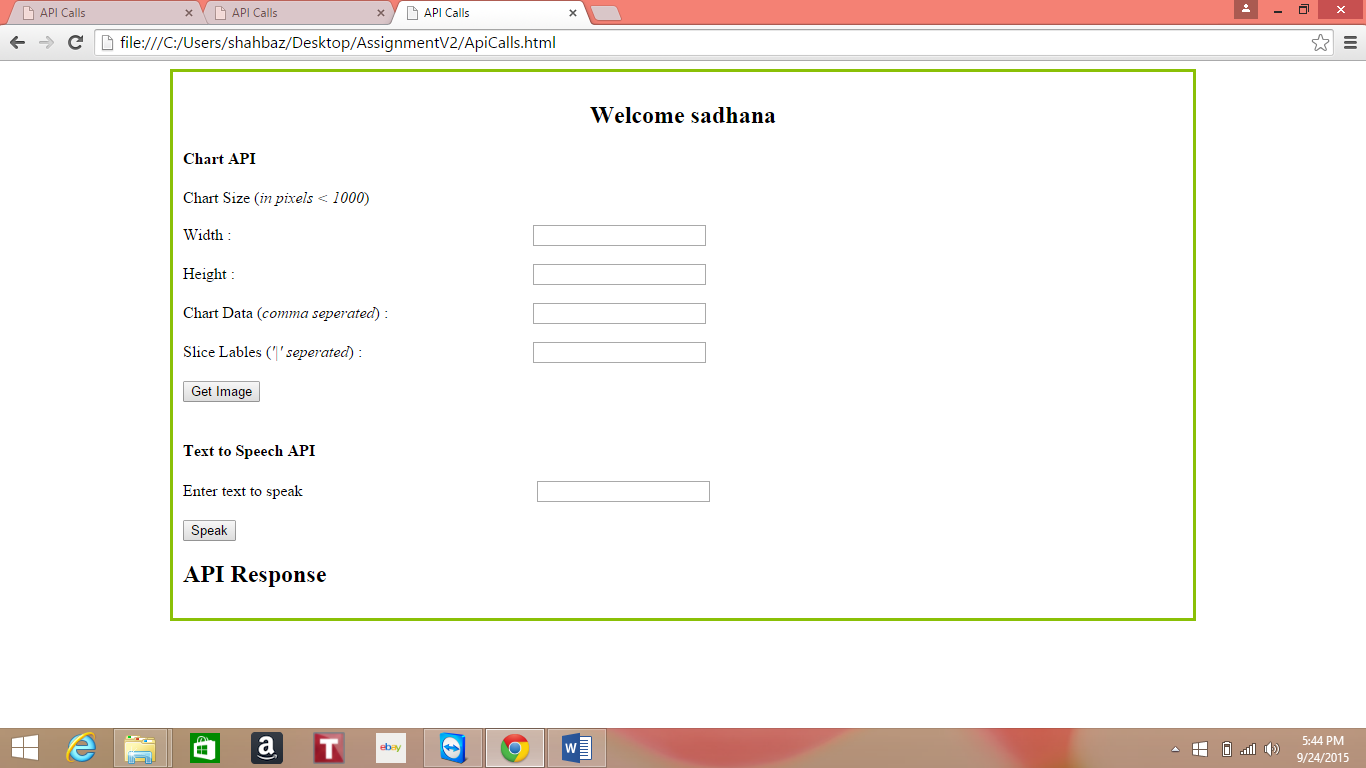 API Calls
API Calls
API Calls
file:///C:/Users/shahbaz/Desktop/AssignmentV2/ApiCalls.html
Welcome sadhana
Chart API
Chart Size (in pixels < 1000)
Width :
Height :
Chart Data (comma seperated) :
Slice Lables ('|' seperated) :
Get Image
Text to Speech API
Enter text to speak
Speak
API Response
a
T
ebay
W
5:44 PM
9/24/2015